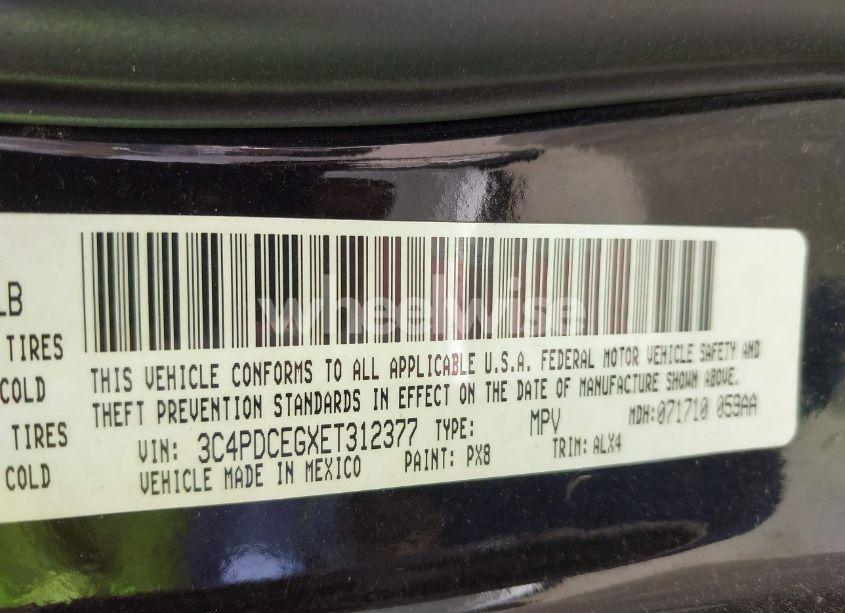 LB
TIRES
COLD
TIRES
COLD
wheelwise
THIS VEHICLE CONFORMS TO ALL APPLICABLE U.S.A. FEDERAL MOTOR VEHICLE SAFETY AND
THEFT PREVENTION STANDARDS IN EFFECT ON THE DATE OF MANUFACTURE SHOWN ABOVE.
VIN: 3C4PDCEGXET312377 TYPE: MPV MDH:071710 059AA
VEHICLE MADE IN MEXICO PAINT: PX8 TRIM: ALX4